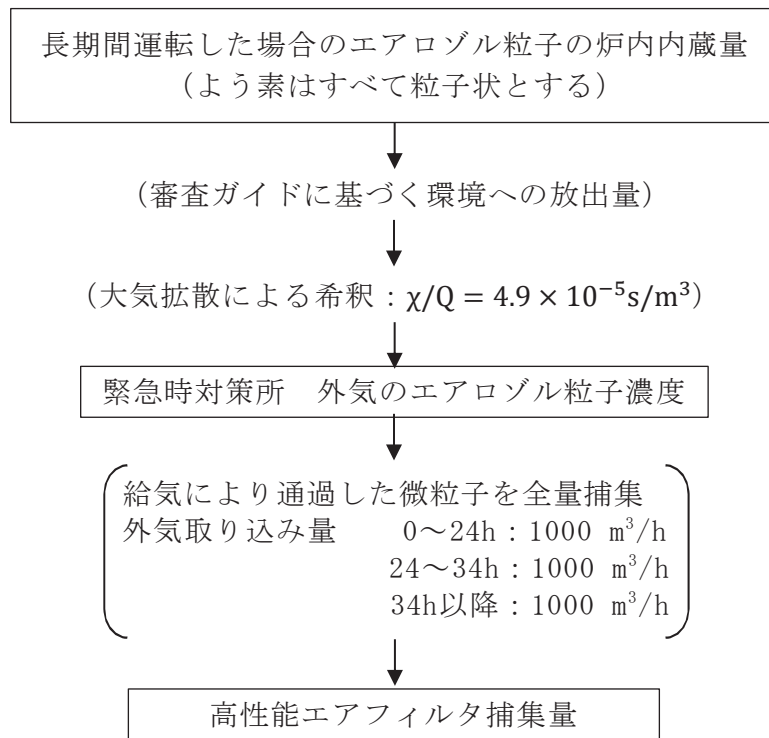 長期間運転した場合のエアロゾル粒子の炉内内蔵量
（よう素はすべて粒子状とする）
（審査ガイドに基づく環境への放出量）
（大気拡散による希釈：χ/Q = 4.9 × 10⁻⁵s/m³）
緊急時対策所　外気のエアロゾル粒子濃度
給気により通過した微粒子を全量捕集
外気取り込み量　　0～24h：1000 m³/h
24～34h：1000 m³/h
34h以降：1000 m³/h
高性能エアフィルタ捕集量